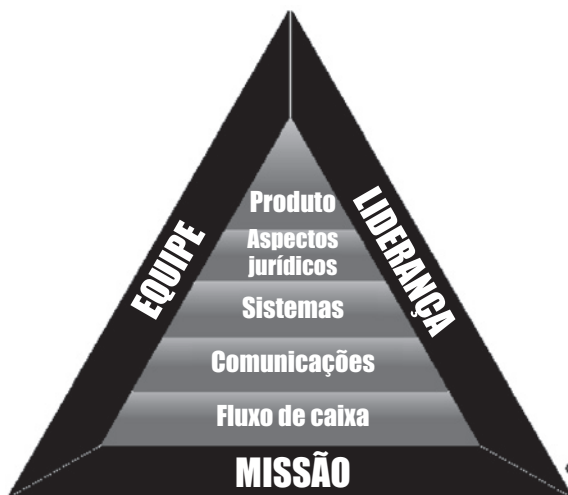 EQUIPE
LIDERANÇA
Produto
Aspectos
jurídicos
Sistemas
Comunicações
Fluxo de caixa
MISSÃO